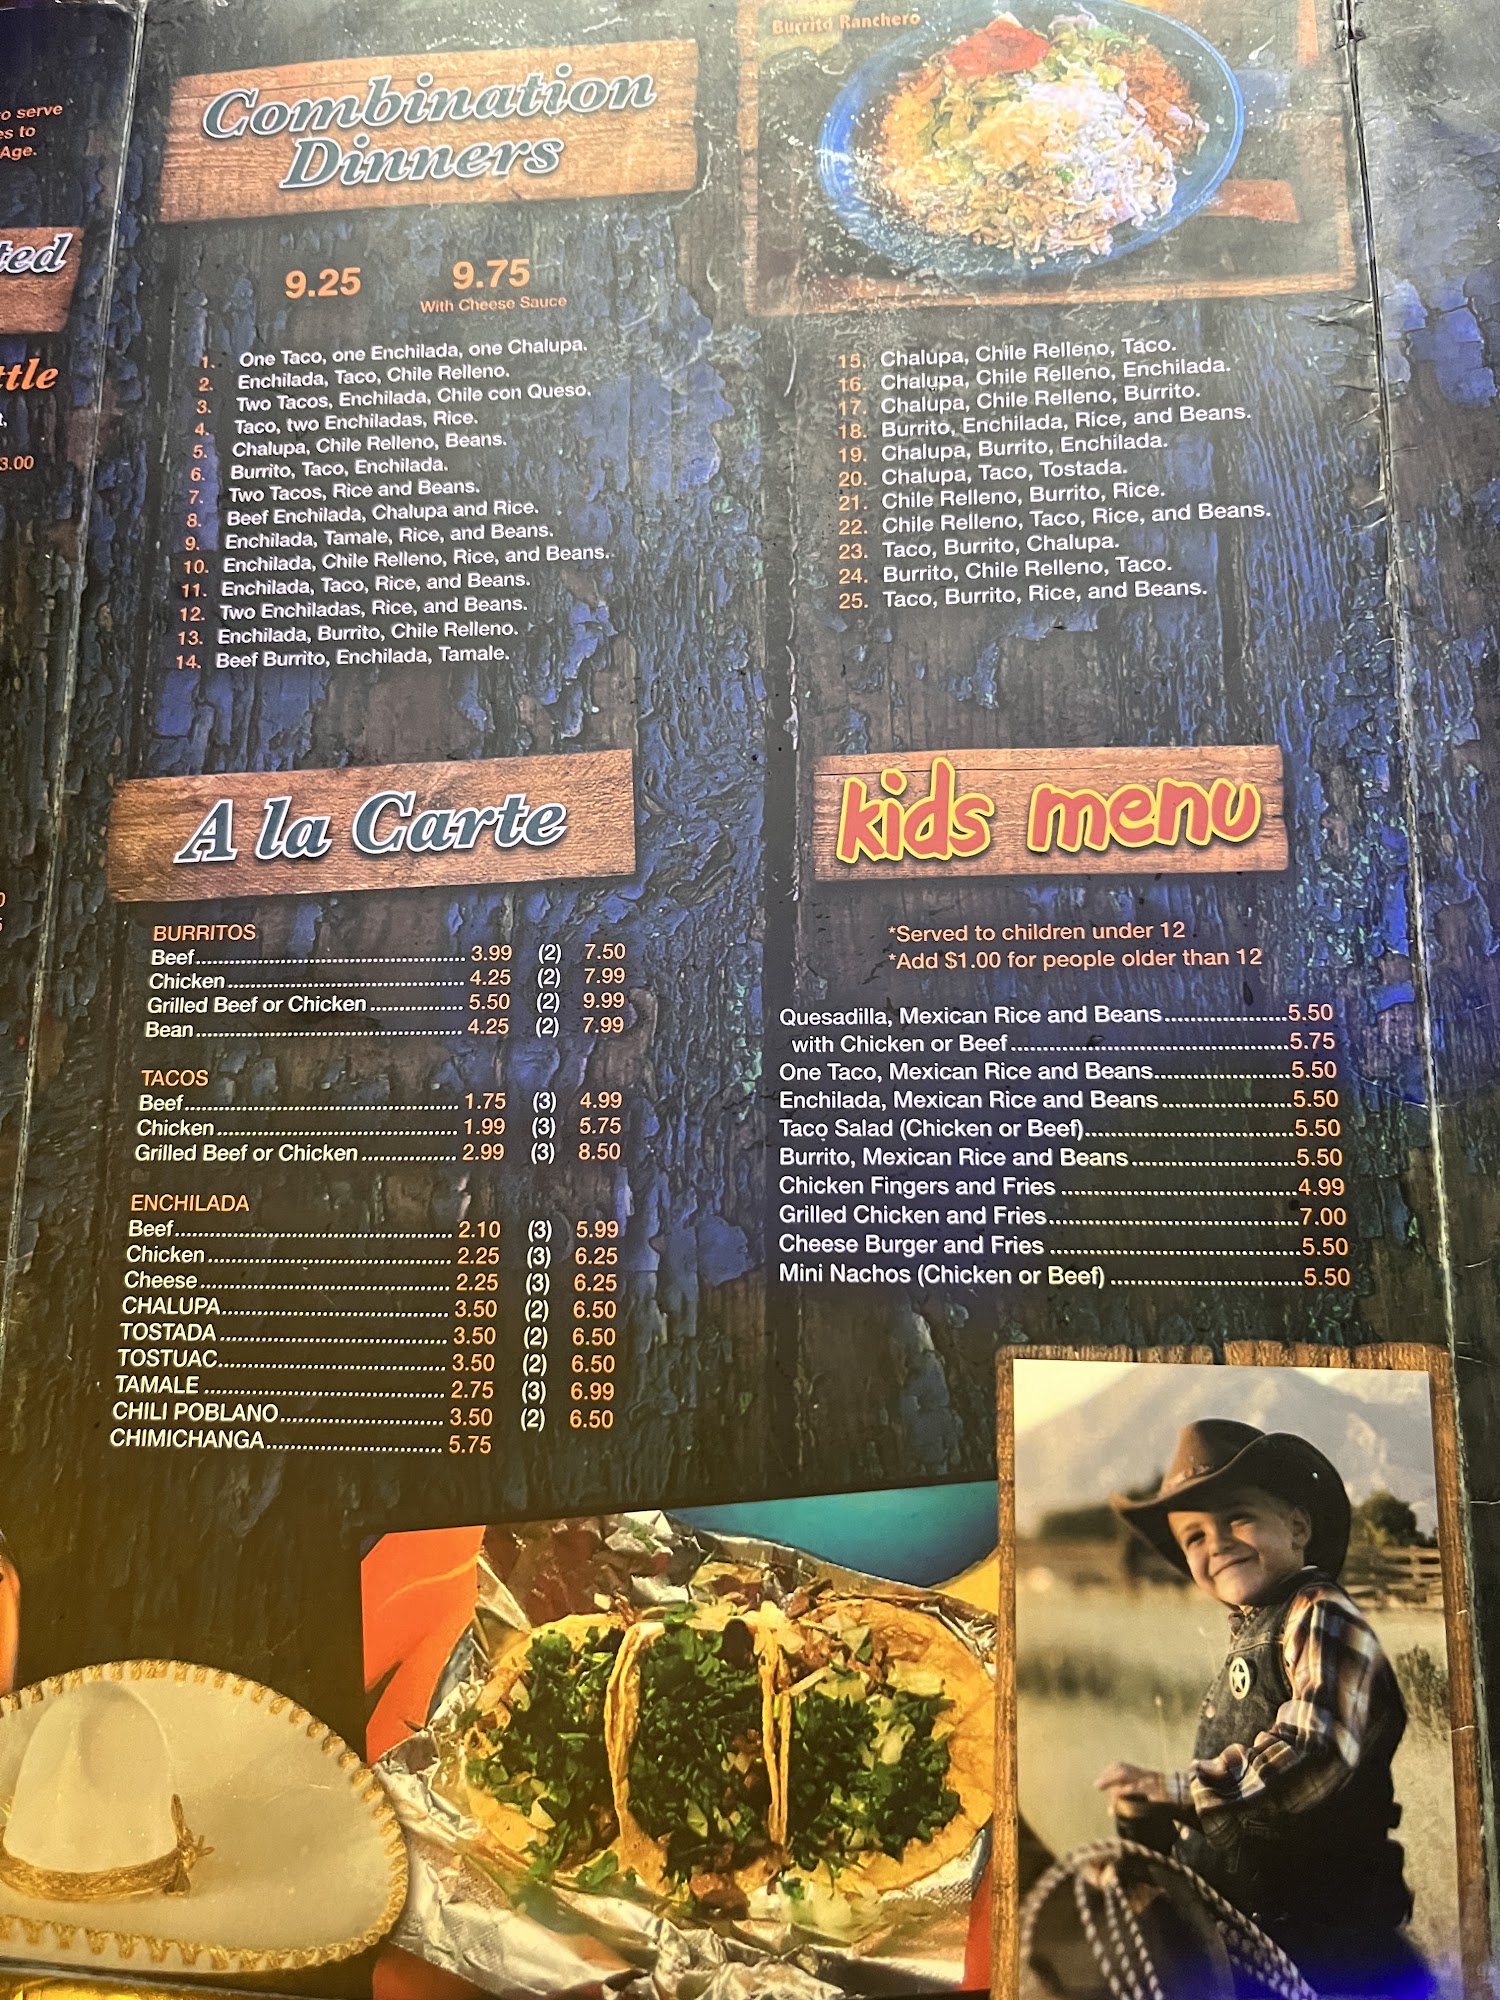 o serve
es to
Age.
ted
ttle
t,
3.00
0
5
Burrito Ranchero
Combination
Dinners
9.25 9.75
With Cheese Sauce
1. One Taco, one Enchilada, one Chalupa.
2. Enchilada, Taco, Chile Relleno.
3. Two Tacos, Enchilada, Chile con Queso.
4. Taco, two Enchiladas, Rice.
5. Chalupa, Chile Relleno, Beans.
6. Burrito, Taco, Enchilada.
7. Two Tacos, Rice and Beans.
8. Beef Enchilada, Chalupa and Rice.
9. Enchilada, Tamale, Rice, and Beans.
10. Enchilada, Chile Relleno, Rice, and Beans.
11. Enchilada, Taco, Rice, and Beans.
12. Two Enchiladas, Rice, and Beans.
13. Enchilada, Burrito, Chile Relleno.
14. Beef Burrito, Enchilada, Tamale.
15. Chalupa, Chile Relleno, Taco.
16. Chalupa, Chile Relleno, Enchilada.
17. Chalupa, Chile Relleno, Burrito.
18. Burrito, Enchilada, Rice, and Beans.
19. Chalupa, Burrito, Enchilada.
20. Chalupa, Taco, Tostada.
21. Chile Relleno, Burrito, Rice.
22. Chile Relleno, Taco, Rice, and Beans.
23. Taco, Burrito, Chalupa.
24. Burrito, Chile Relleno, Taco.
25. Taco, Burrito, Rice, and Beans.
A la Carte
BURRITOS
Beef 3.99 (2) 7.50
Chicken 4.25 (2) 7.99
Grilled Beef or Chicken 5.50 (2) 9.99
Bean 4.25 (2) 7.99
TACOS
Beef 1.75 (3) 4.99
Chicken 1.99 (3) 5.75
Grilled Beef or Chicken 2.99 (3) 8.50
ENCHILADA
Beef 2.10 (3) 5.99
Chicken 2.25 (3) 6.25
Cheese 2.25 (3) 6.25
CHALUPA 3.50 (2) 6.50
TOSTADA 3.50 (2) 6.50
TOSTUAC 3.50 (2) 6.50
TAMALE 2.75 (3) 6.99
CHILI POBLANO 3.50 (2) 6.50
CHIMICHANGA 5.75
kids menu
*Served to children under 12
*Add $1.00 for people older than 12
Quesadilla, Mexican Rice and Beans 5.50
with Chicken or Beef 5.75
One Taco, Mexican Rice and Beans 5.50
Enchilada, Mexican Rice and Beans 5.50
Taco Salad (Chicken or Beef) 5.50
Burrito, Mexican Rice and Beans 5.50
Chicken Fingers and Fries 4.99
Grilled Chicken and Fries 7.00
Cheese Burger and Fries 5.50
Mini Nachos (Chicken or Beef) 5.50